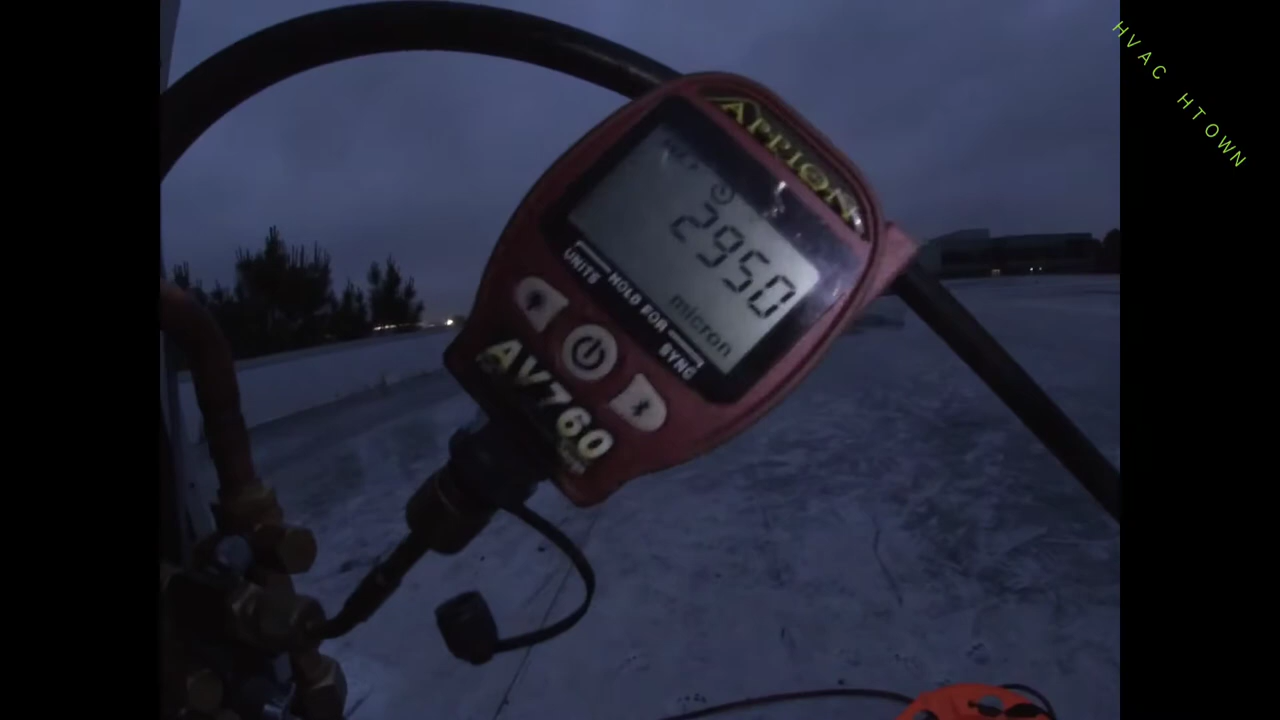 HVAC HTOWN
APPION
2950
micron
UNITS HOLD FOR SYNC
AV760